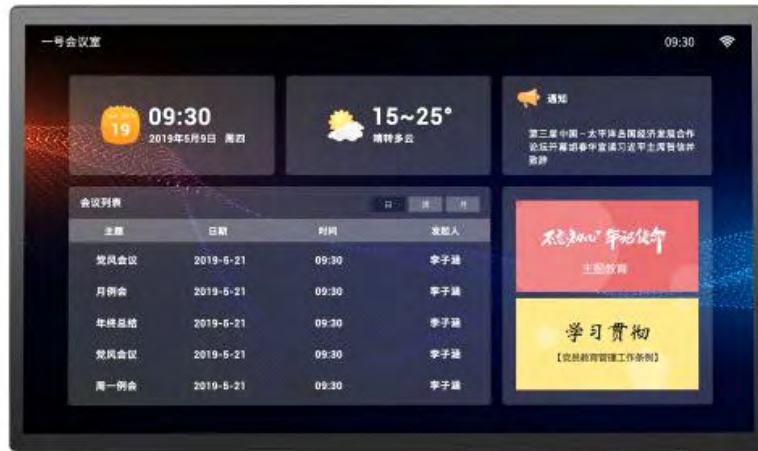 一号会议室
09:30
19
09:30
2019年5月9日 周四
15~25°
晴转多云
通知
第三届中国-太平洋岛国经济发展合作
论坛开幕胡春华宣读习近平主席贺信并
致辞
会议列表
日 周 月
主题 日期 时间 发起人
党风会议 2019-5-21 09:30 李子涵
月例会 2019-5-21 09:30 李子涵
年终总结 2019-5-21 09:30 李子涵
党风会议 2019-5-21 09:30 李子涵
周一例会 2019-5-21 09:30 李子涵
不忘初心 牢记使命
主题教育
学习贯彻
【党员教育管理工作条例】